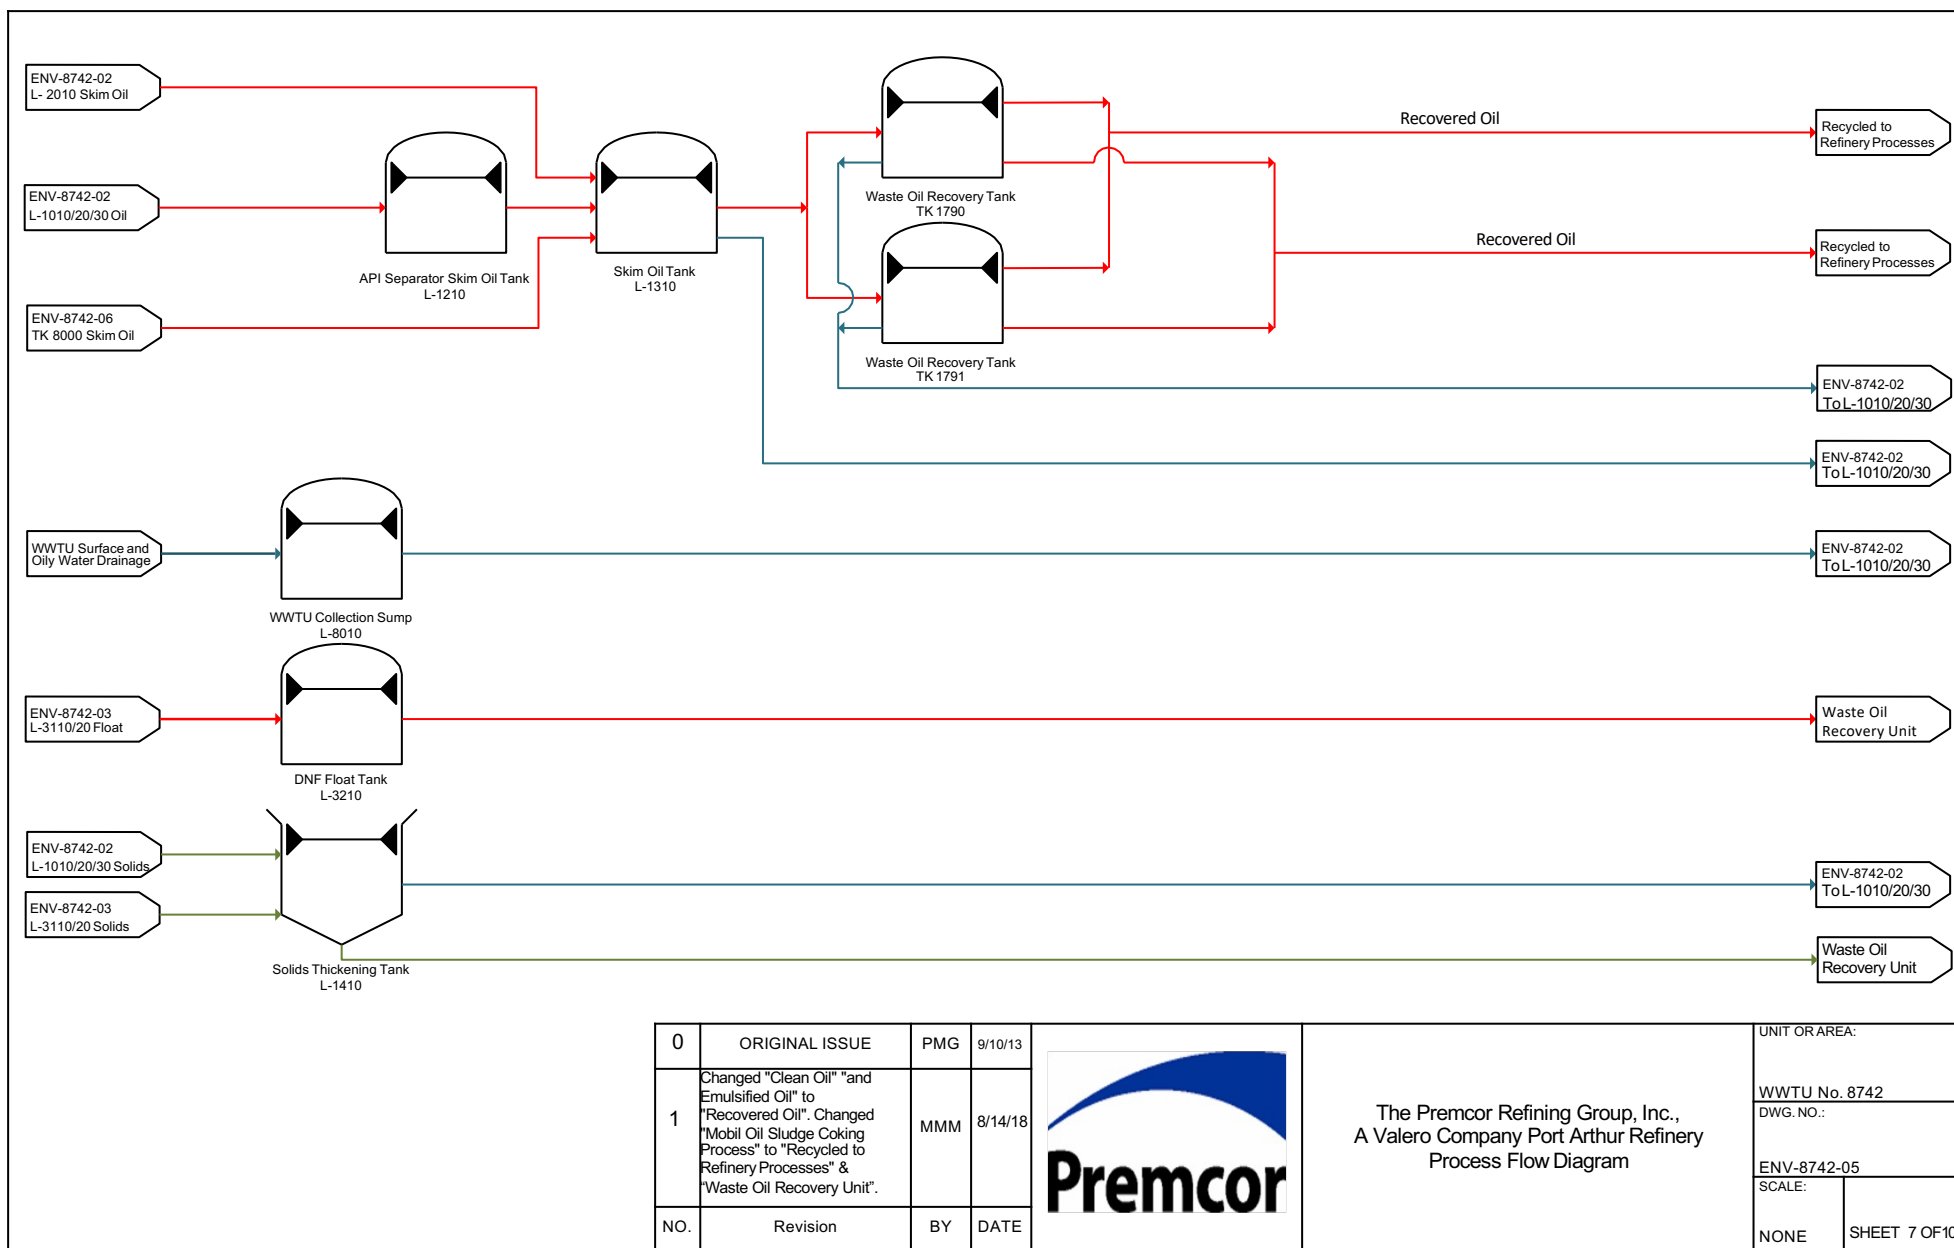 ENV-8742-02
L- 2010 Skim Oil
ENV-8742-02
L-1010/20/30 Oil
ENV-8742-06
TK 8000 Skim Oil
API Separator Skim Oil Tank
L-1210
Skim Oil Tank
L-1310
Waste Oil Recovery Tank
TK 1790
Waste Oil Recovery Tank
TK 1791
Recovered Oil
Recycled to
Refinery Processes
Recovered Oil
Recycled to
Refinery Processes
ENV-8742-02
To L-1010/20/30
ENV-8742-02
To L-1010/20/30
WWTU Surface and
Oily Water Drainage
WWTU Collection Sump
L-8010
ENV-8742-02
To L-1010/20/30
ENV-8742-03
L-3110/20 Float
DNF Float Tank
L-3210
Waste Oil
Recovery Unit
ENV-8742-02
L-1010/20/30 Solids
ENV-8742-03
L-3110/20 Solids
Solids Thickening Tank
L-1410
ENV-8742-02
To L-1010/20/30
Waste Oil
Recovery Unit
0 ORIGINAL ISSUE PMG 9/10/13
1
Changed "Clean Oil" "and
Emulsified Oil" to
"Recovered Oil". Changed
"Mobil Oil Sludge Coking
Process" to "Recycled to
Refinery Processes" &
"Waste Oil Recovery Unit".
MMM 8/14/18
NO. Revision BY DATE
Premcor
The Premcor Refining Group, Inc.,
A Valero Company Port Arthur Refinery
Process Flow Diagram
UNIT OR AREA:
WWTU No. 8742
DWG. NO.:
ENV-8742-05
SCALE:
NONE
SHEET 7 OF10